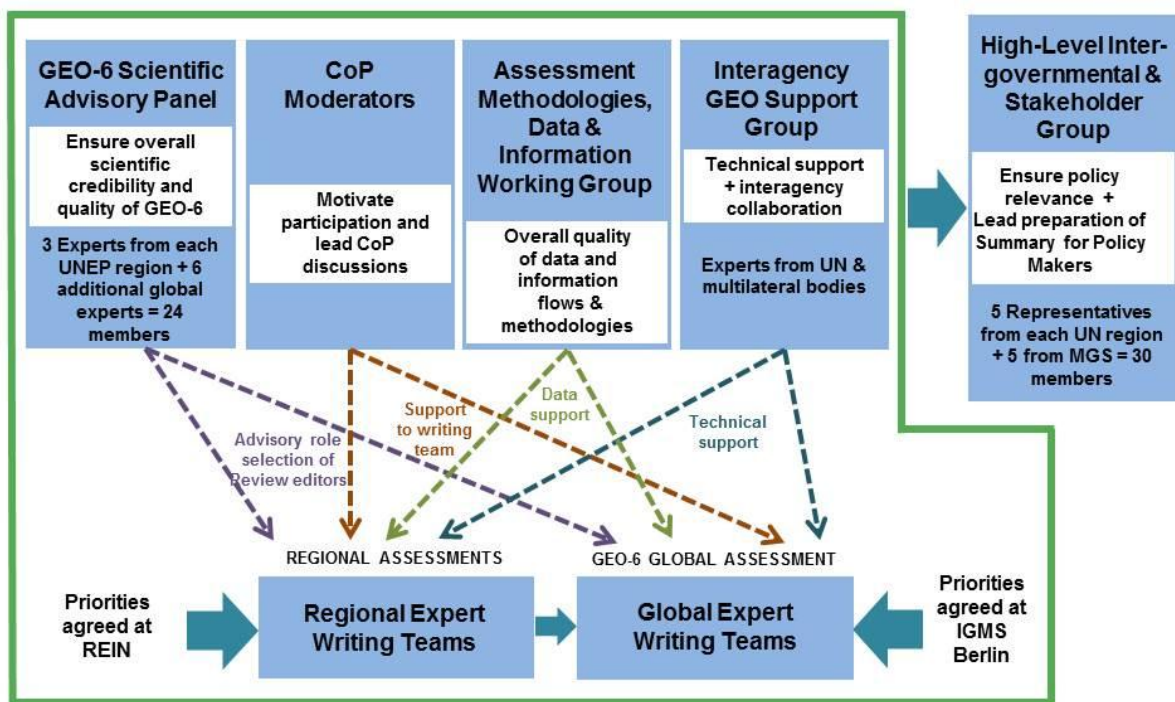 GEO-6 Scientific
Advisory Panel
Ensure overall
scientific
credibility and
quality of GEO-6
3 Experts from each
UNEP region + 6
additional global
experts = 24
members
CoP
Moderators
Motivate
participation and
lead CoP
discussions
Assessment
Methodologies,
Data &
Information
Working Group
Overall quality
of data and
information
flows &
methodologies
Interagency
GEO Support
Group
Technical support
+ interagency
collaboration
Experts from UN &
multilateral bodies
High-Level Inter-
governmental &
Stakeholder
Group
Ensure policy
relevance +
Lead preparation of
Summary for Policy
Makers
5 Representatives
from each UN region
+ 5 from MGS = 30
members
Advisory role
selection of
Review editors
Support
to writing
team
Data
support
Technical
support
REGIONAL ASSESSMENTS
GEO-6 GLOBAL ASSESSMENT
Priorities
agreed at
REIN
Regional Expert
Writing Teams
Global Expert
Writing Teams
Priorities
agreed at
IGMS
Berlin